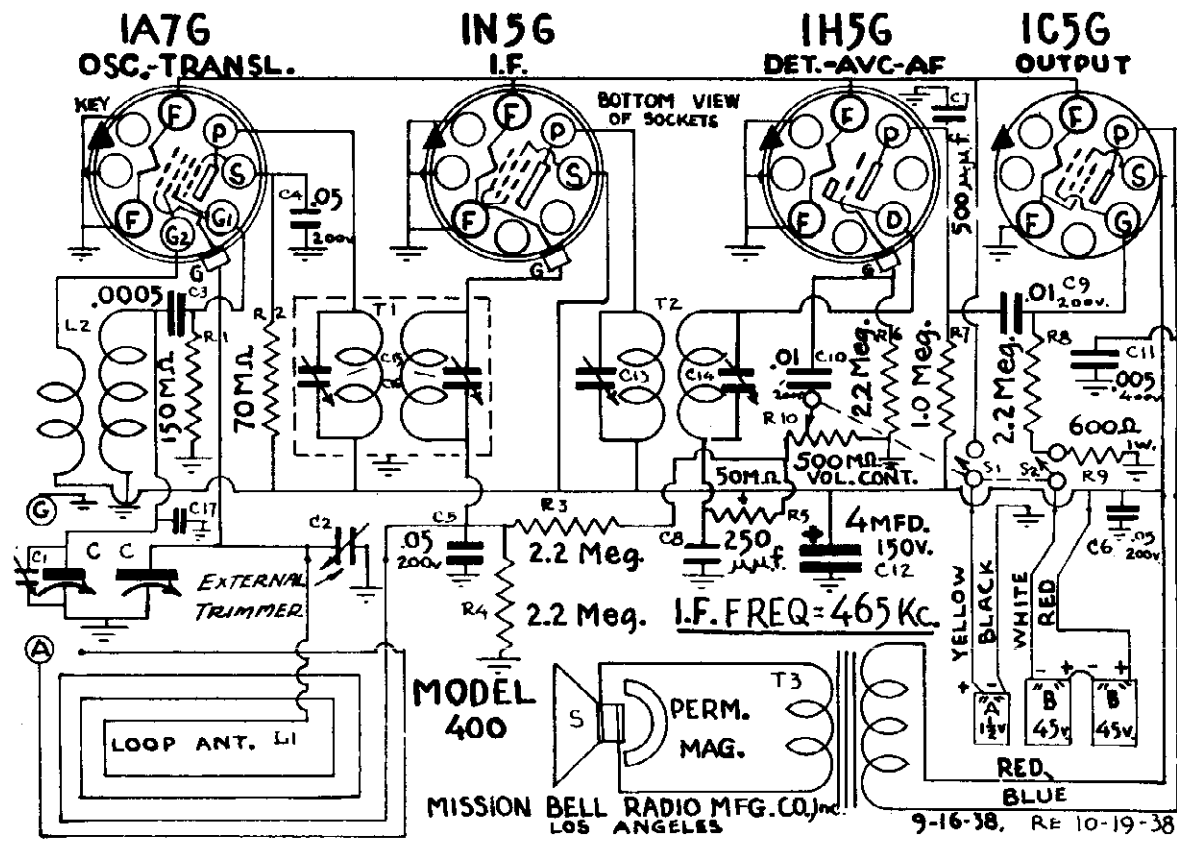 1A7G
OSC.-TRANSL.
1N5G
I.F.
1H5G
DET.-AVC-AF
1C5G
OUTPUT
KEY
BOTTOM VIEW
OF SOCKETS
F
P
S
G1
G2
F
G
F
P
S
F
G
F
P
D
F
G
F
P
S
G
F
C7
500µµf.
C4
.05
200v
.0005
C3
L2
R1
150MΩ
R2
70MΩ
T1
C15
C16
T2
C13
C14
.01
C10
200v
R10
R6
2.2 Meg.
R7
1.0 Meg.
.01
C9
200v.
R8
2.2 Meg.
C11
.005
400v
600Ω
1W.
R9
S1
S2
500MΩ
VOL. CONT.
50MΩ
R5
G
C17
C1
C
C
C2
EXTERNAL
TRIMMER
C5
.05
200v
R3
2.2 Meg.
R4
2.2 Meg.
C8
250
µµf.
+
4 MFD.
150V.
C12
C6
.05
200v
I.F. FREQ=465 Kc.
YELLOW
BLACK
WHITE
RED
A
MODEL
400
LOOP ANT. L1
S
PERM.
MAG.
T3
+ -
"A"
1½v
- +
"B"
45v.
- +
"B"
45v.
RED
BLUE
MISSION BELL RADIO MFG.CO,Inc.
LOS ANGELES
9-16-38. RE 10-19-38